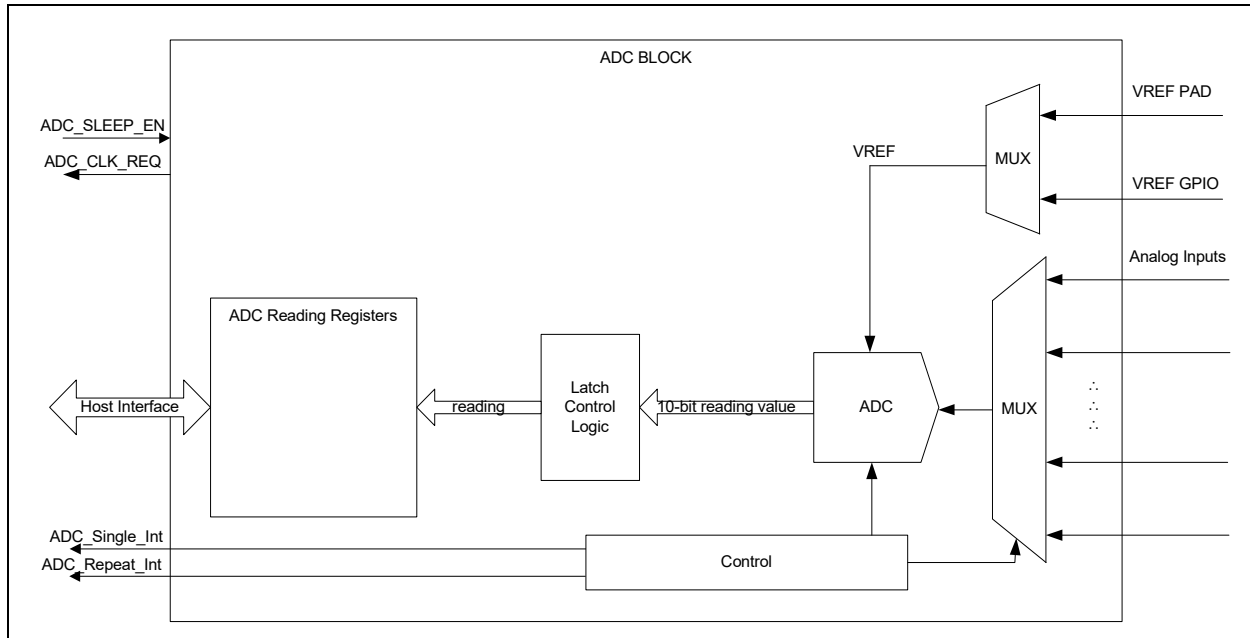 ADC BLOCK
VREF PAD
ADC_SLEEP_EN
ADC_CLK_REQ
VREF
MUX
VREF GPIO
Analog Inputs
ADC Reading Registers
Latch
Control
Logic
Host Interface
reading
10-bit reading value
ADC
MUX
ADC_Single_Int
ADC_Repeat_Int
Control